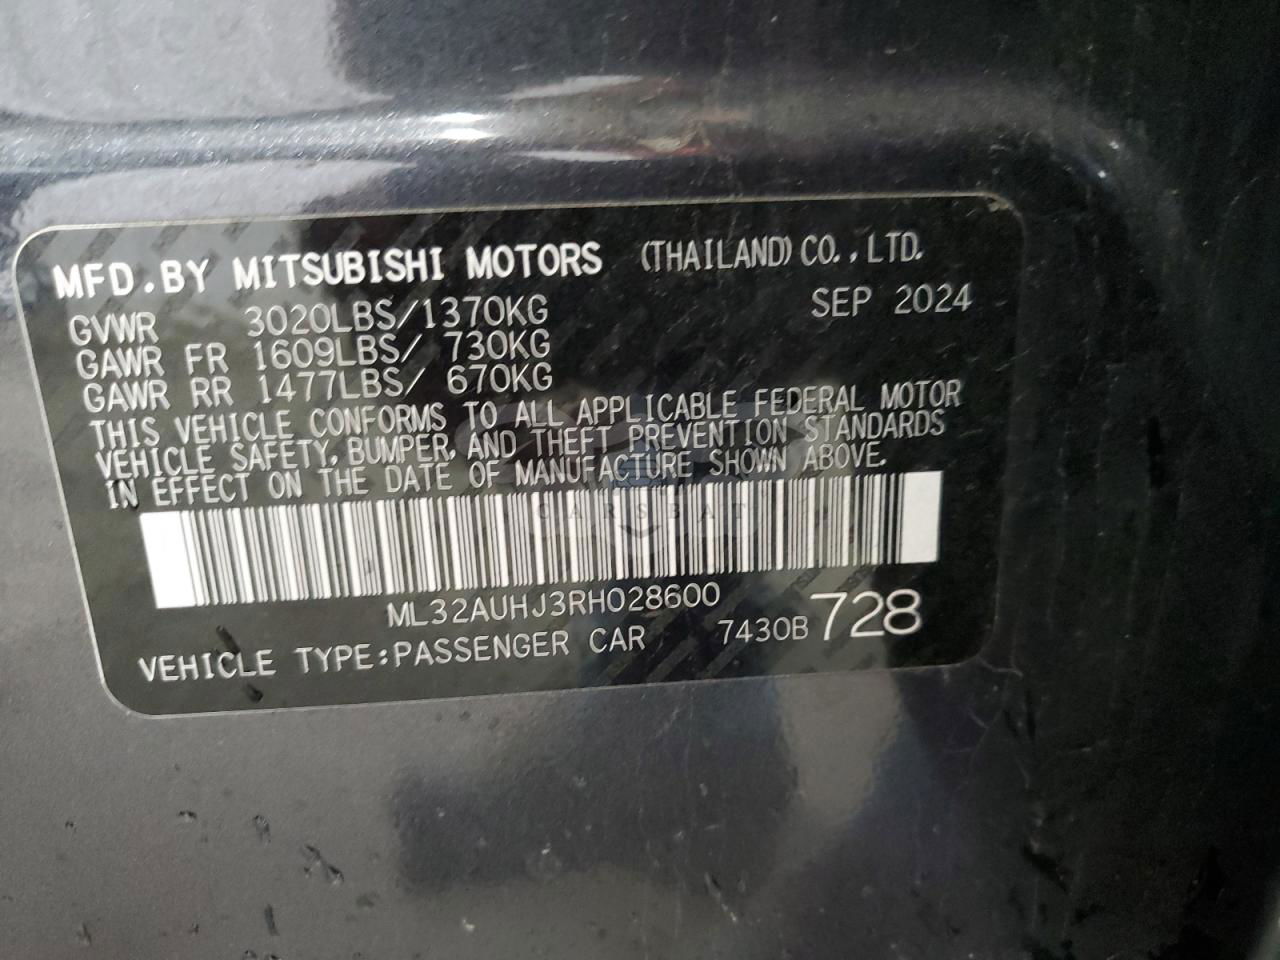 MFD.BY MITSUBISHI MOTORS (THAILAND) CO.,LTD.
GVWR 3020LBS/1370KG SEP 2024
GAWR FR 1609LBS/ 730KG
GAWR RR 1477LBS/ 670KG
THIS VEHICLE CONFORMS TO ALL APPLICABLE FEDERAL MOTOR
VEHICLE SAFETY, BUMPER, AND THEFT PREVENTION STANDARDS
IN EFFECT ON THE DATE OF MANUFACTURE SHOWN ABOVE.
CARSBAT
ML32AUHJ3RH028600
VEHICLE TYPE:PASSENGER CAR 7430B 728